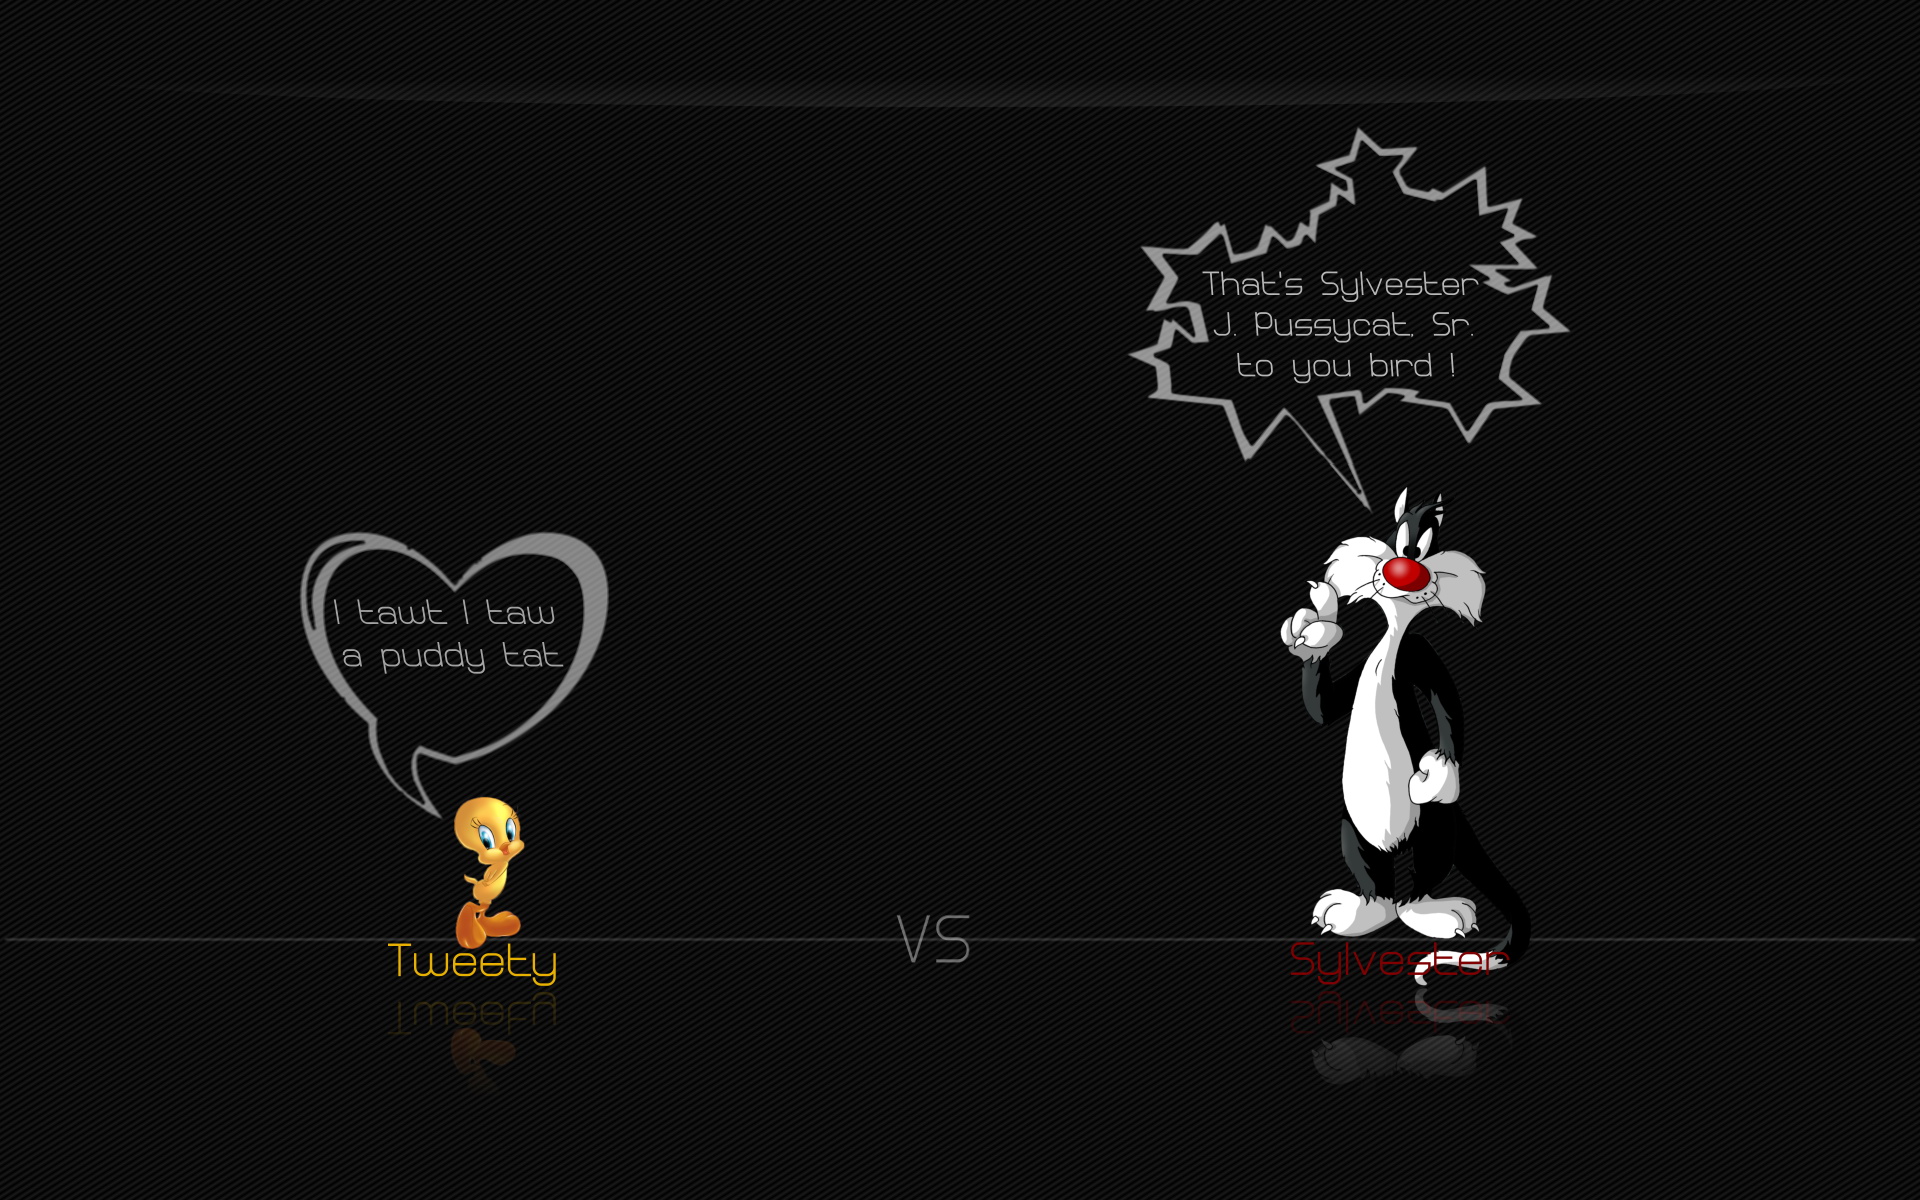 That's Sylvester
J. Pussycat, Sr.
to you bird !
I tawt I taw
a puddy tat
VS
Tweety
Sylvester